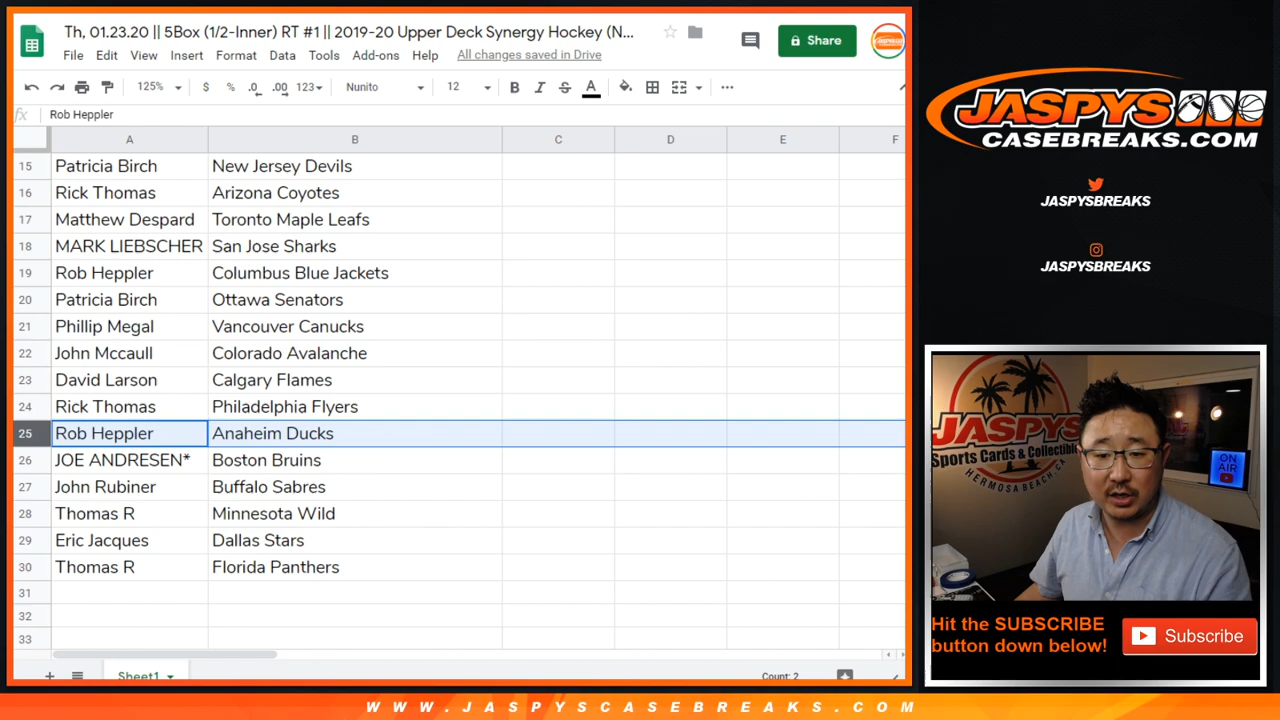 Th, 01.23.20 || 5Box (1/2-Inner) RT #1 || 2019-20 Upper Deck Synergy Hockey (N...
File Edit View Insert Format Data Tools Add-ons Help All changes saved in Drive
Share
125% $ % .0 .00 123 Nunito 12 B I S A
fx Rob Heppler
A B C D E F
15 Patricia Birch New Jersey Devils
16 Rick Thomas Arizona Coyotes
17 Matthew Despard Toronto Maple Leafs
18 MARK LIEBSCHER San Jose Sharks
19 Rob Heppler Columbus Blue Jackets
20 Patricia Birch Ottawa Senators
21 Phillip Megal Vancouver Canucks
22 John Mccaull Colorado Avalanche
23 David Larson Calgary Flames
24 Rick Thomas Philadelphia Flyers
25 Rob Heppler Anaheim Ducks
26 JOE ANDRESEN* Boston Bruins
27 John Rubiner Buffalo Sabres
28 Thomas R Minnesota Wild
29 Eric Jacques Dallas Stars
30 Thomas R Florida Panthers
31
32
33
Sheet1 Count: 2
JASPYS
CASEBREAKS.COM
JASPYSBREAKS
JASPYSBREAKS
JASPYS
Sports Cards & Collectibles
HERMOSA BEACH, CA
ON AIR
Hit the SUBSCRIBE
button down below!
Subscribe
WWW.JASPYSCASEBREAKS.COM